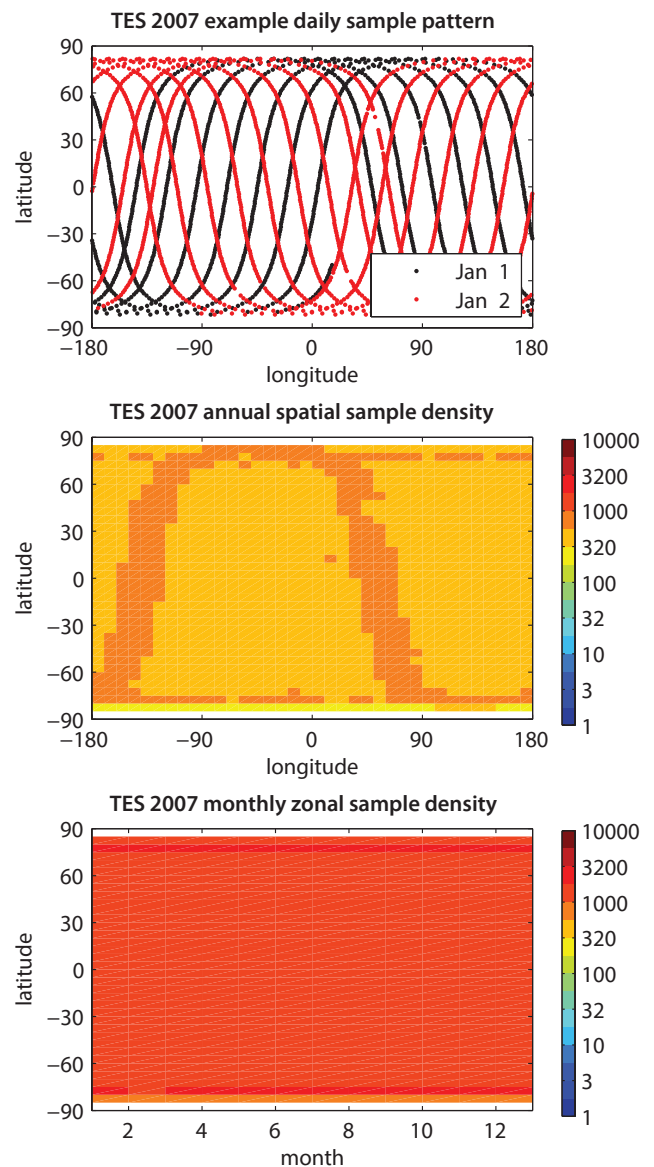 TES 2007 example daily sample pattern
90
60
30
0
−30
−60
−90
latitude
Jan 1
Jan 2
−180 −90 0 90 180
longitude
TES 2007 annual spatial sample density
90
60
30
0
−30
−60
−90
latitude
−180 −90 0 90 180
longitude
10000
3200
1000
320
100
32
10
3
1
TES 2007 monthly zonal sample density
90
60
30
0
−30
−60
−90
latitude
2 4 6 8 10 12
month
10000
3200
1000
320
100
32
10
3
1